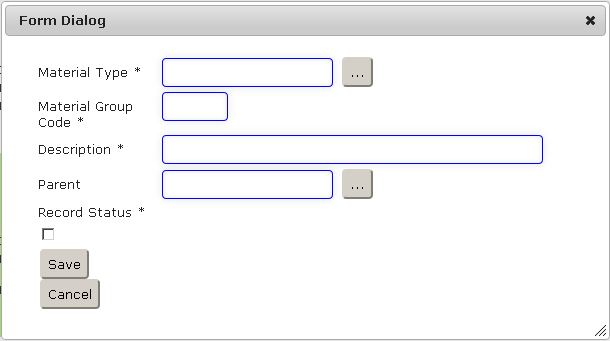 Form Dialog
Material Type *
...
Material Group
Code *
Description *
Parent
...
Record Status *
Save
Cancel